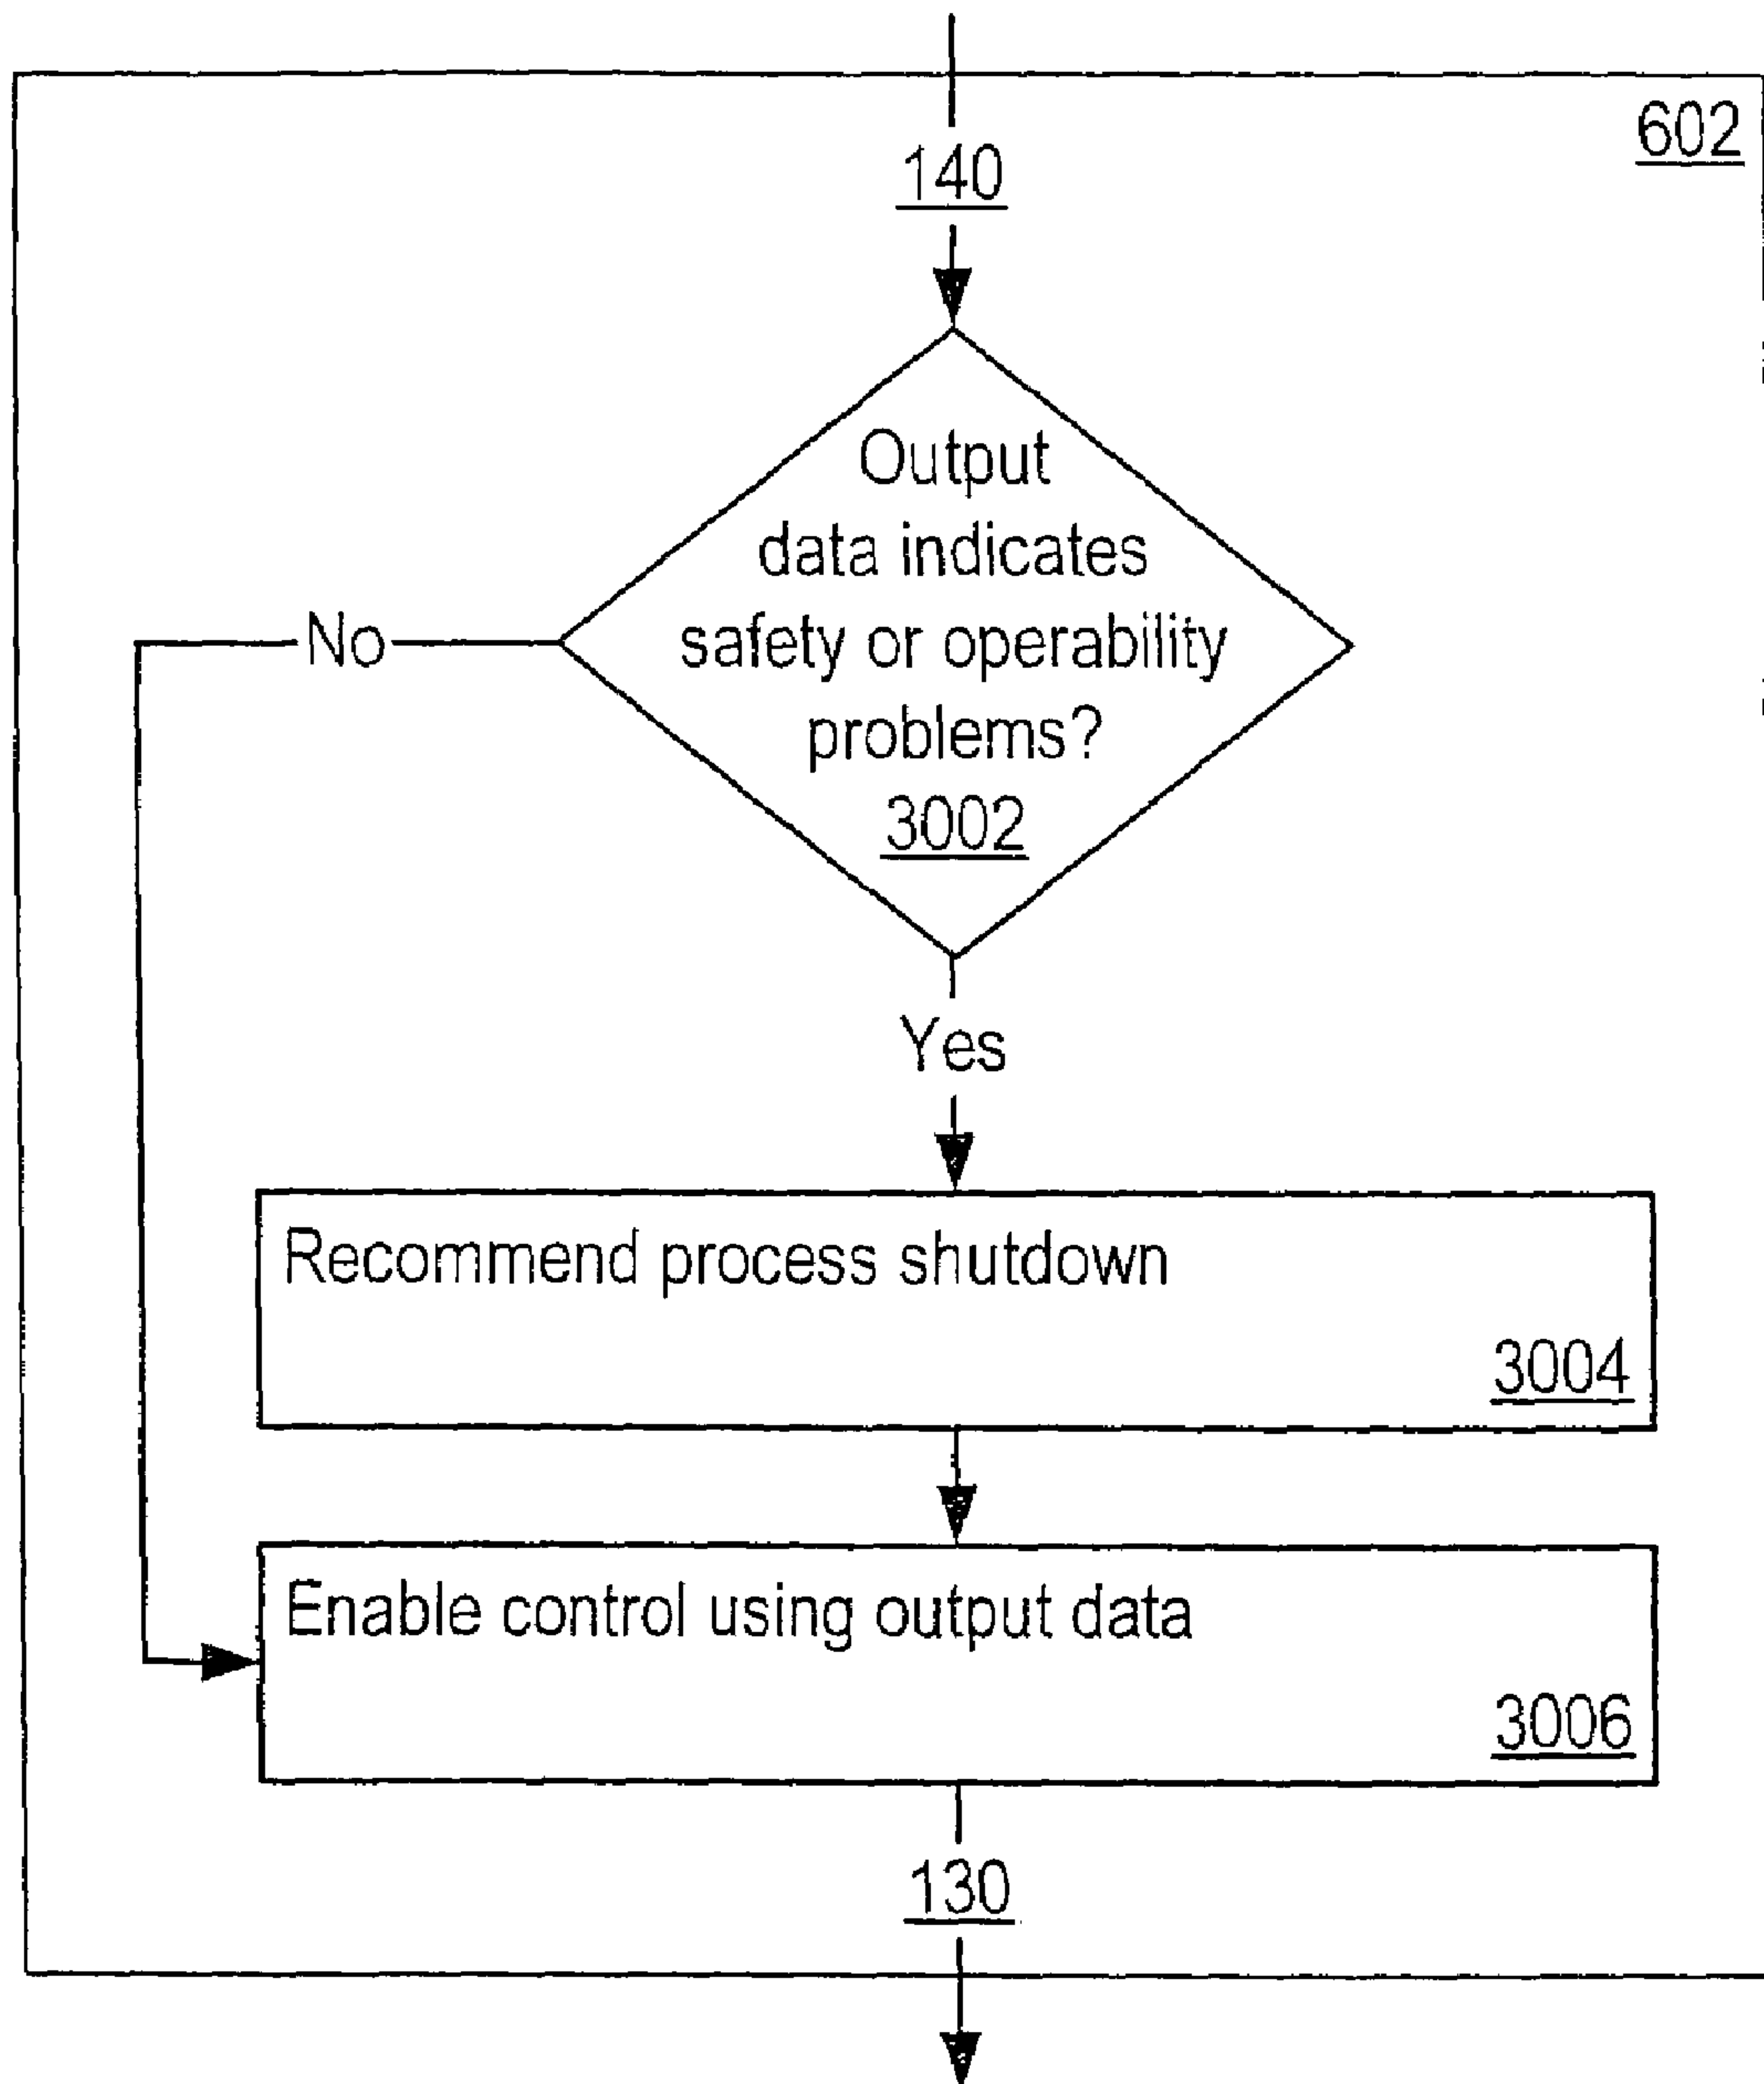 602
140
Output
data indicates
safety or operability
problems?
3002
No
Yes
Recommend process shutdown
3004
Enable control using output data
3006
130